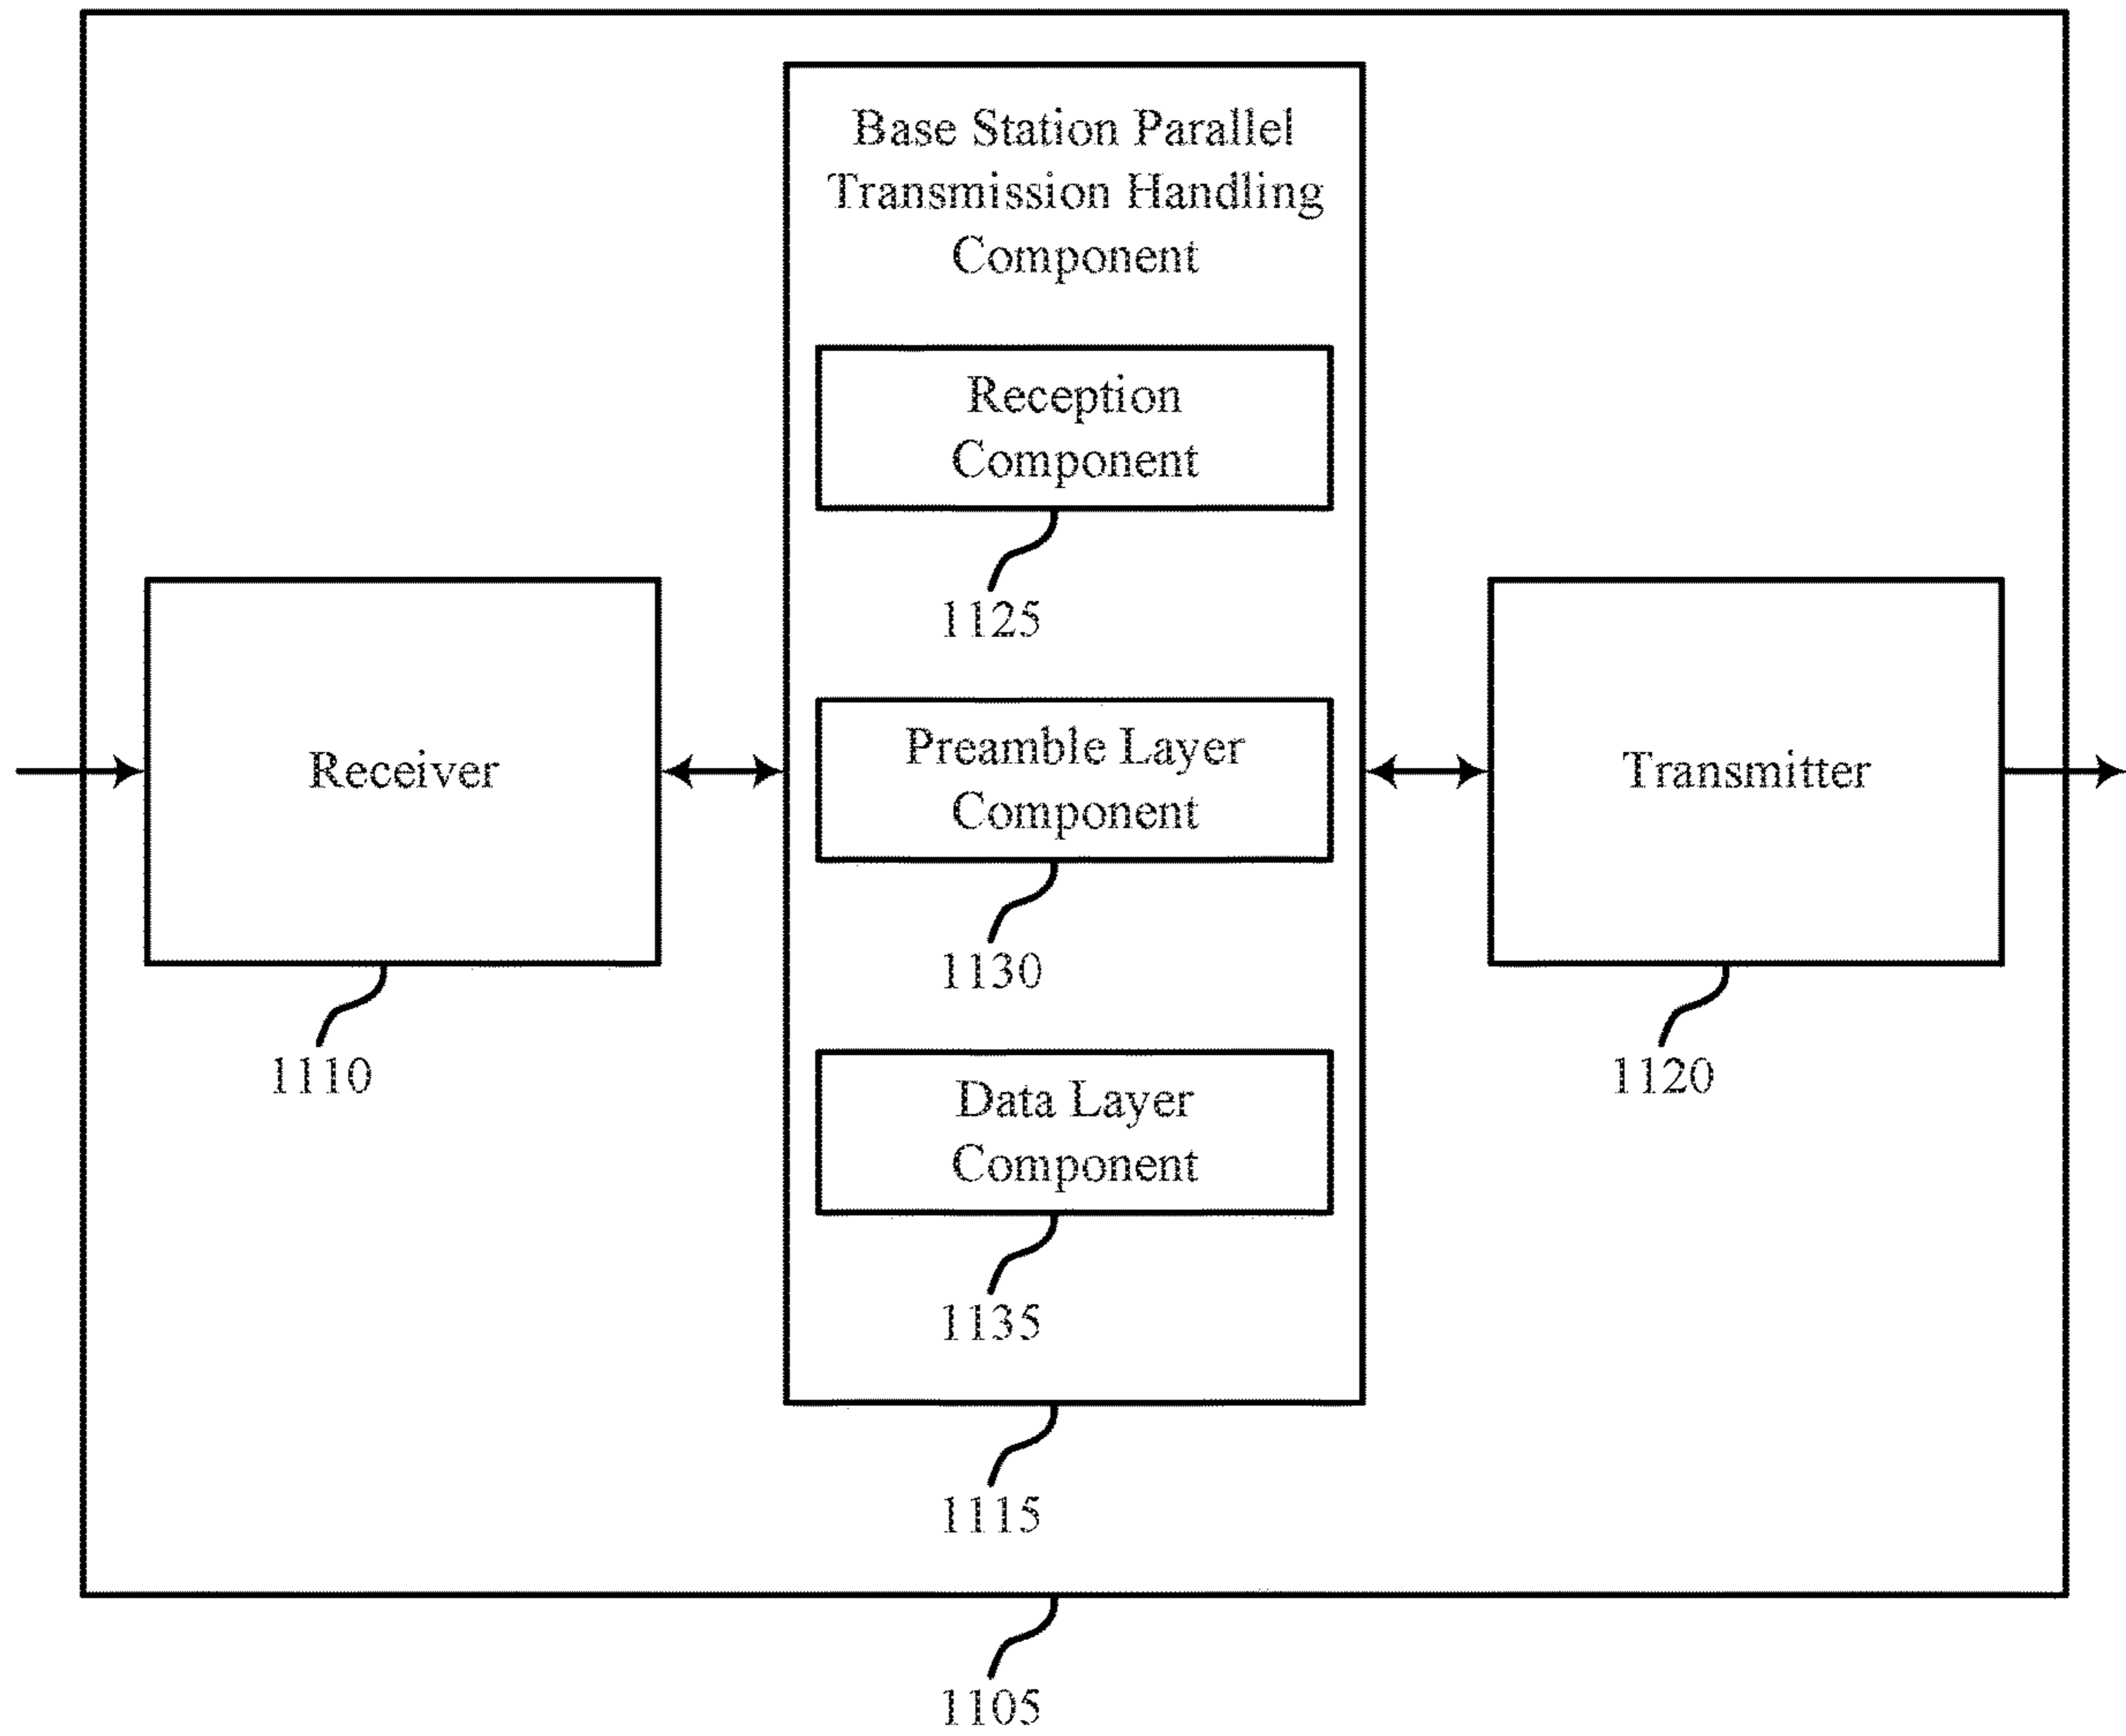 Base Station Parallel
Transmission Handling
Component
Reception
Component
1125
Receiver
1110
Preamble Layer
Component
1130
Transmitter
1120
Data Layer
Component
1135
1115
1105